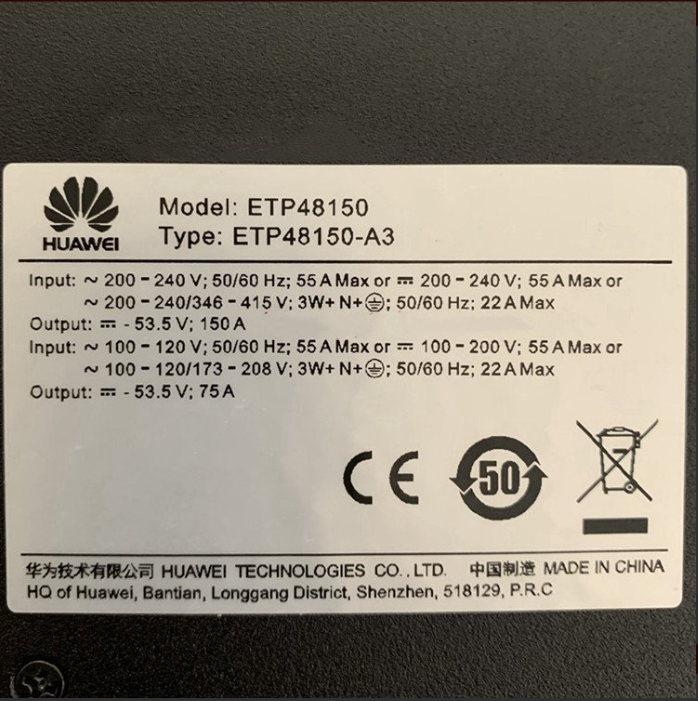 HUAWEI
Model: ETP48150
Type: ETP48150-A3
Input: ~ 200 - 240 V; 50/60 Hz; 55 A Max or ⎓ 200 - 240 V; 55 A Max or
~ 200 - 240/346 - 415 V; 3W+ N+⏚; 50/60 Hz; 22 A Max
Output: ⎓ - 53.5 V; 150 A
Input: ~ 100 - 120 V; 50/60 Hz; 55 A Max or ⎓ 100 - 200 V; 55 A Max or
~ 100 - 120/173 - 208 V; 3W+ N+⏚; 50/60 Hz; 22 A Max
Output: ⎓ - 53.5 V; 75 A
CE 50
华为技术有限公司 HUAWEI TECHNOLOGIES CO., LTD. 中国制造 MADE IN CHINA
HQ of Huawei, Bantian, Longgang District, Shenzhen, 518129, P.R.C